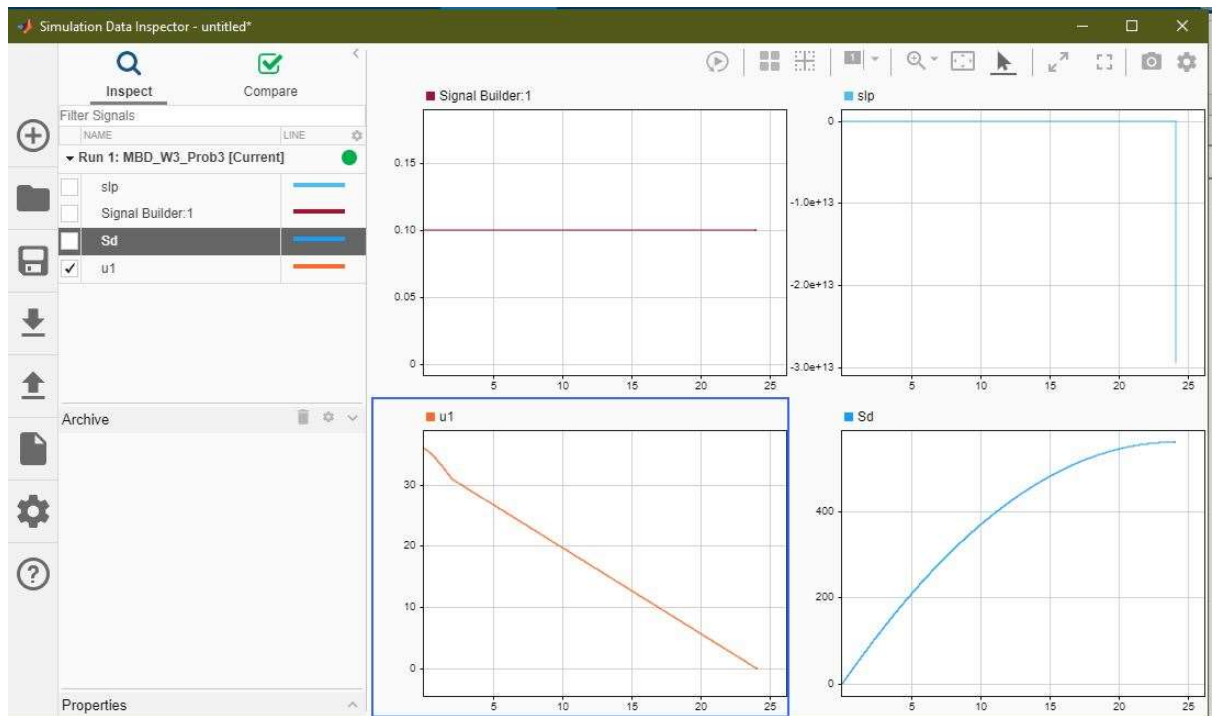 Simulation Data Inspector - untitled*
Inspect Compare
Filter Signals
NAME LINE
Run 1: MBD_W3_Prob3 [Current]
slp
Signal Builder:1
Sd
u1
Archive
Properties
1
Signal Builder:1
0.15
0.10
0.05
0
5 10 15 20 25
slp
0
-1.0e+13
-2.0e+13
-3.0e+13
5 10 15 20 25
u1
30
20
10
0
5 10 15 20 25
Sd
400
200
0
5 10 15 20 25